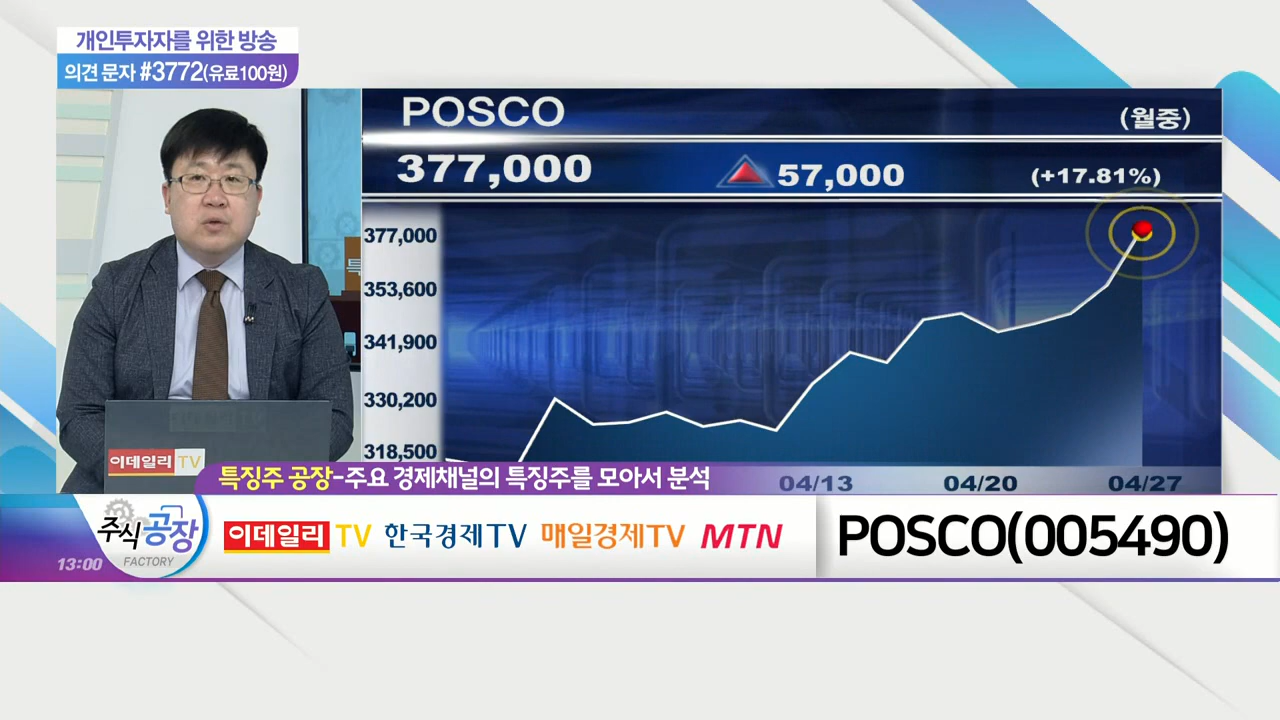 개인투자자를 위한 방송
의견 문자 #3772(유료100원)
POSCO
(월중)
377,000
57,000
(+17.81%)
377,000
353,600
341,900
330,200
318,500
04/13
04/20
04/27
특
이데일리 TV
특징주 공장-주요 경제채널의 특징주를 모아서 분석
주식공장
FACTORY
13:00
이데일리 TV
한국경제TV
매일경제TV
MTN
POSCO(005490)